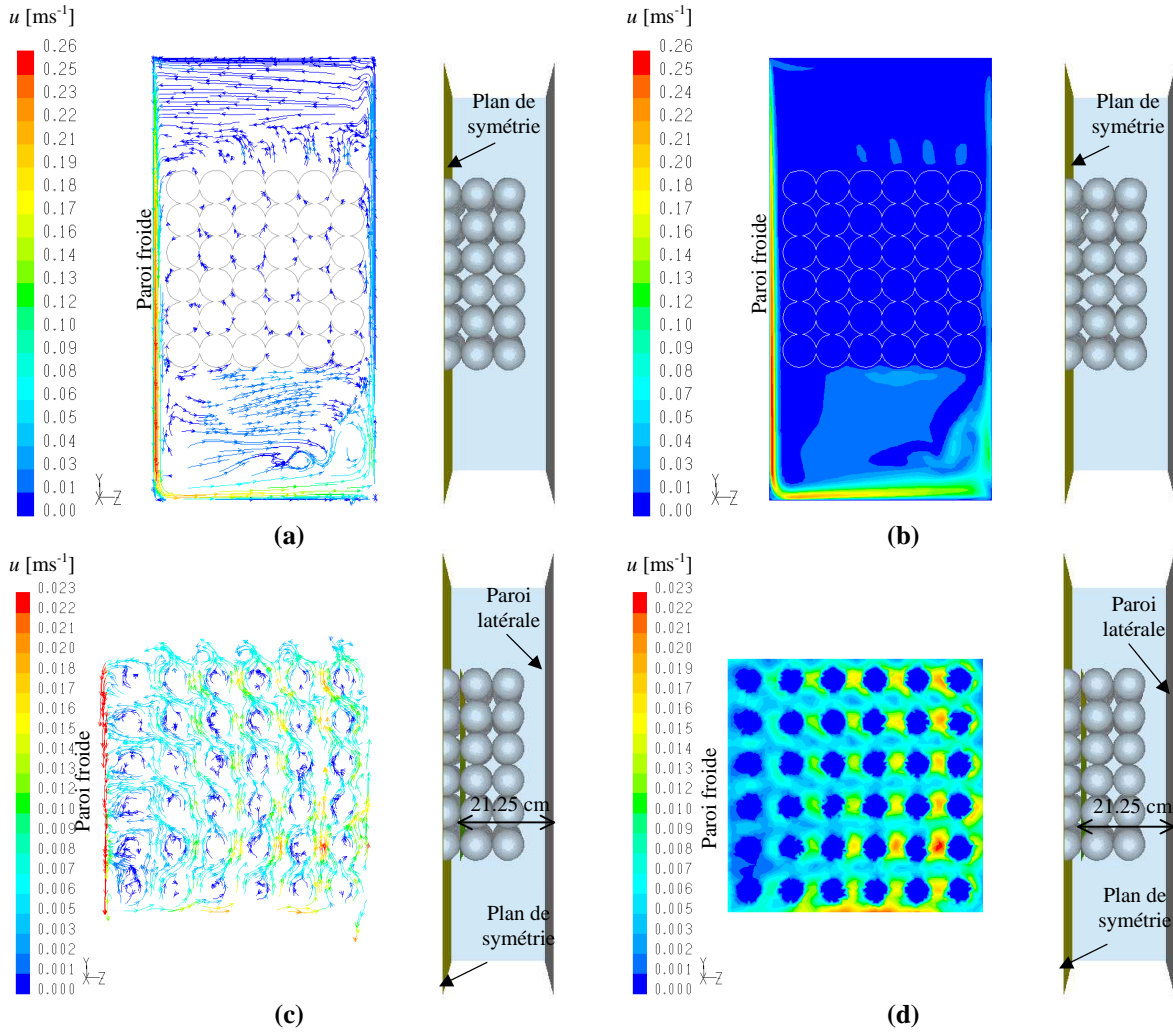 u [ms-1]
0.26
0.25
0.24
0.22
0.21
0.19
0.18
0.17
0.16
0.14
0.13
0.12
0.10
0.09
0.08
0.06
0.05
0.04
0.03
0.01
0.00
Paroi froide
Y
X
Z
Plan de
symétrie
(a)
u [ms-1]
0.26
0.25
0.24
0.22
0.21
0.20
0.18
0.17
0.16
0.14
0.13
0.12
0.10
0.09
0.08
0.06
0.05
0.04
0.03
0.01
0.00
Paroi froide
Y
X
Z
Plan de
symétrie
(b)
u [ms-1]
0.023
0.022
0.021
0.020
0.018
0.017
0.016
0.015
0.014
0.013
0.012
0.010
0.009
0.008
0.007
0.006
0.005
0.003
0.002
0.001
0.000
Paroi froide
Y
X
Z
Paroi
latérale
21.25 cm
Plan de
symétrie
(c)
u [ms-1]
0.023
0.022
0.021
0.020
0.018
0.017
0.016
0.015
0.014
0.013
0.012
0.010
0.009
0.008
0.007
0.006
0.005
0.003
0.002
0.001
0.000
Paroi froide
Y
X
Z
Paroi
latérale
21.25 cm
Plan de
symétrie
(d)